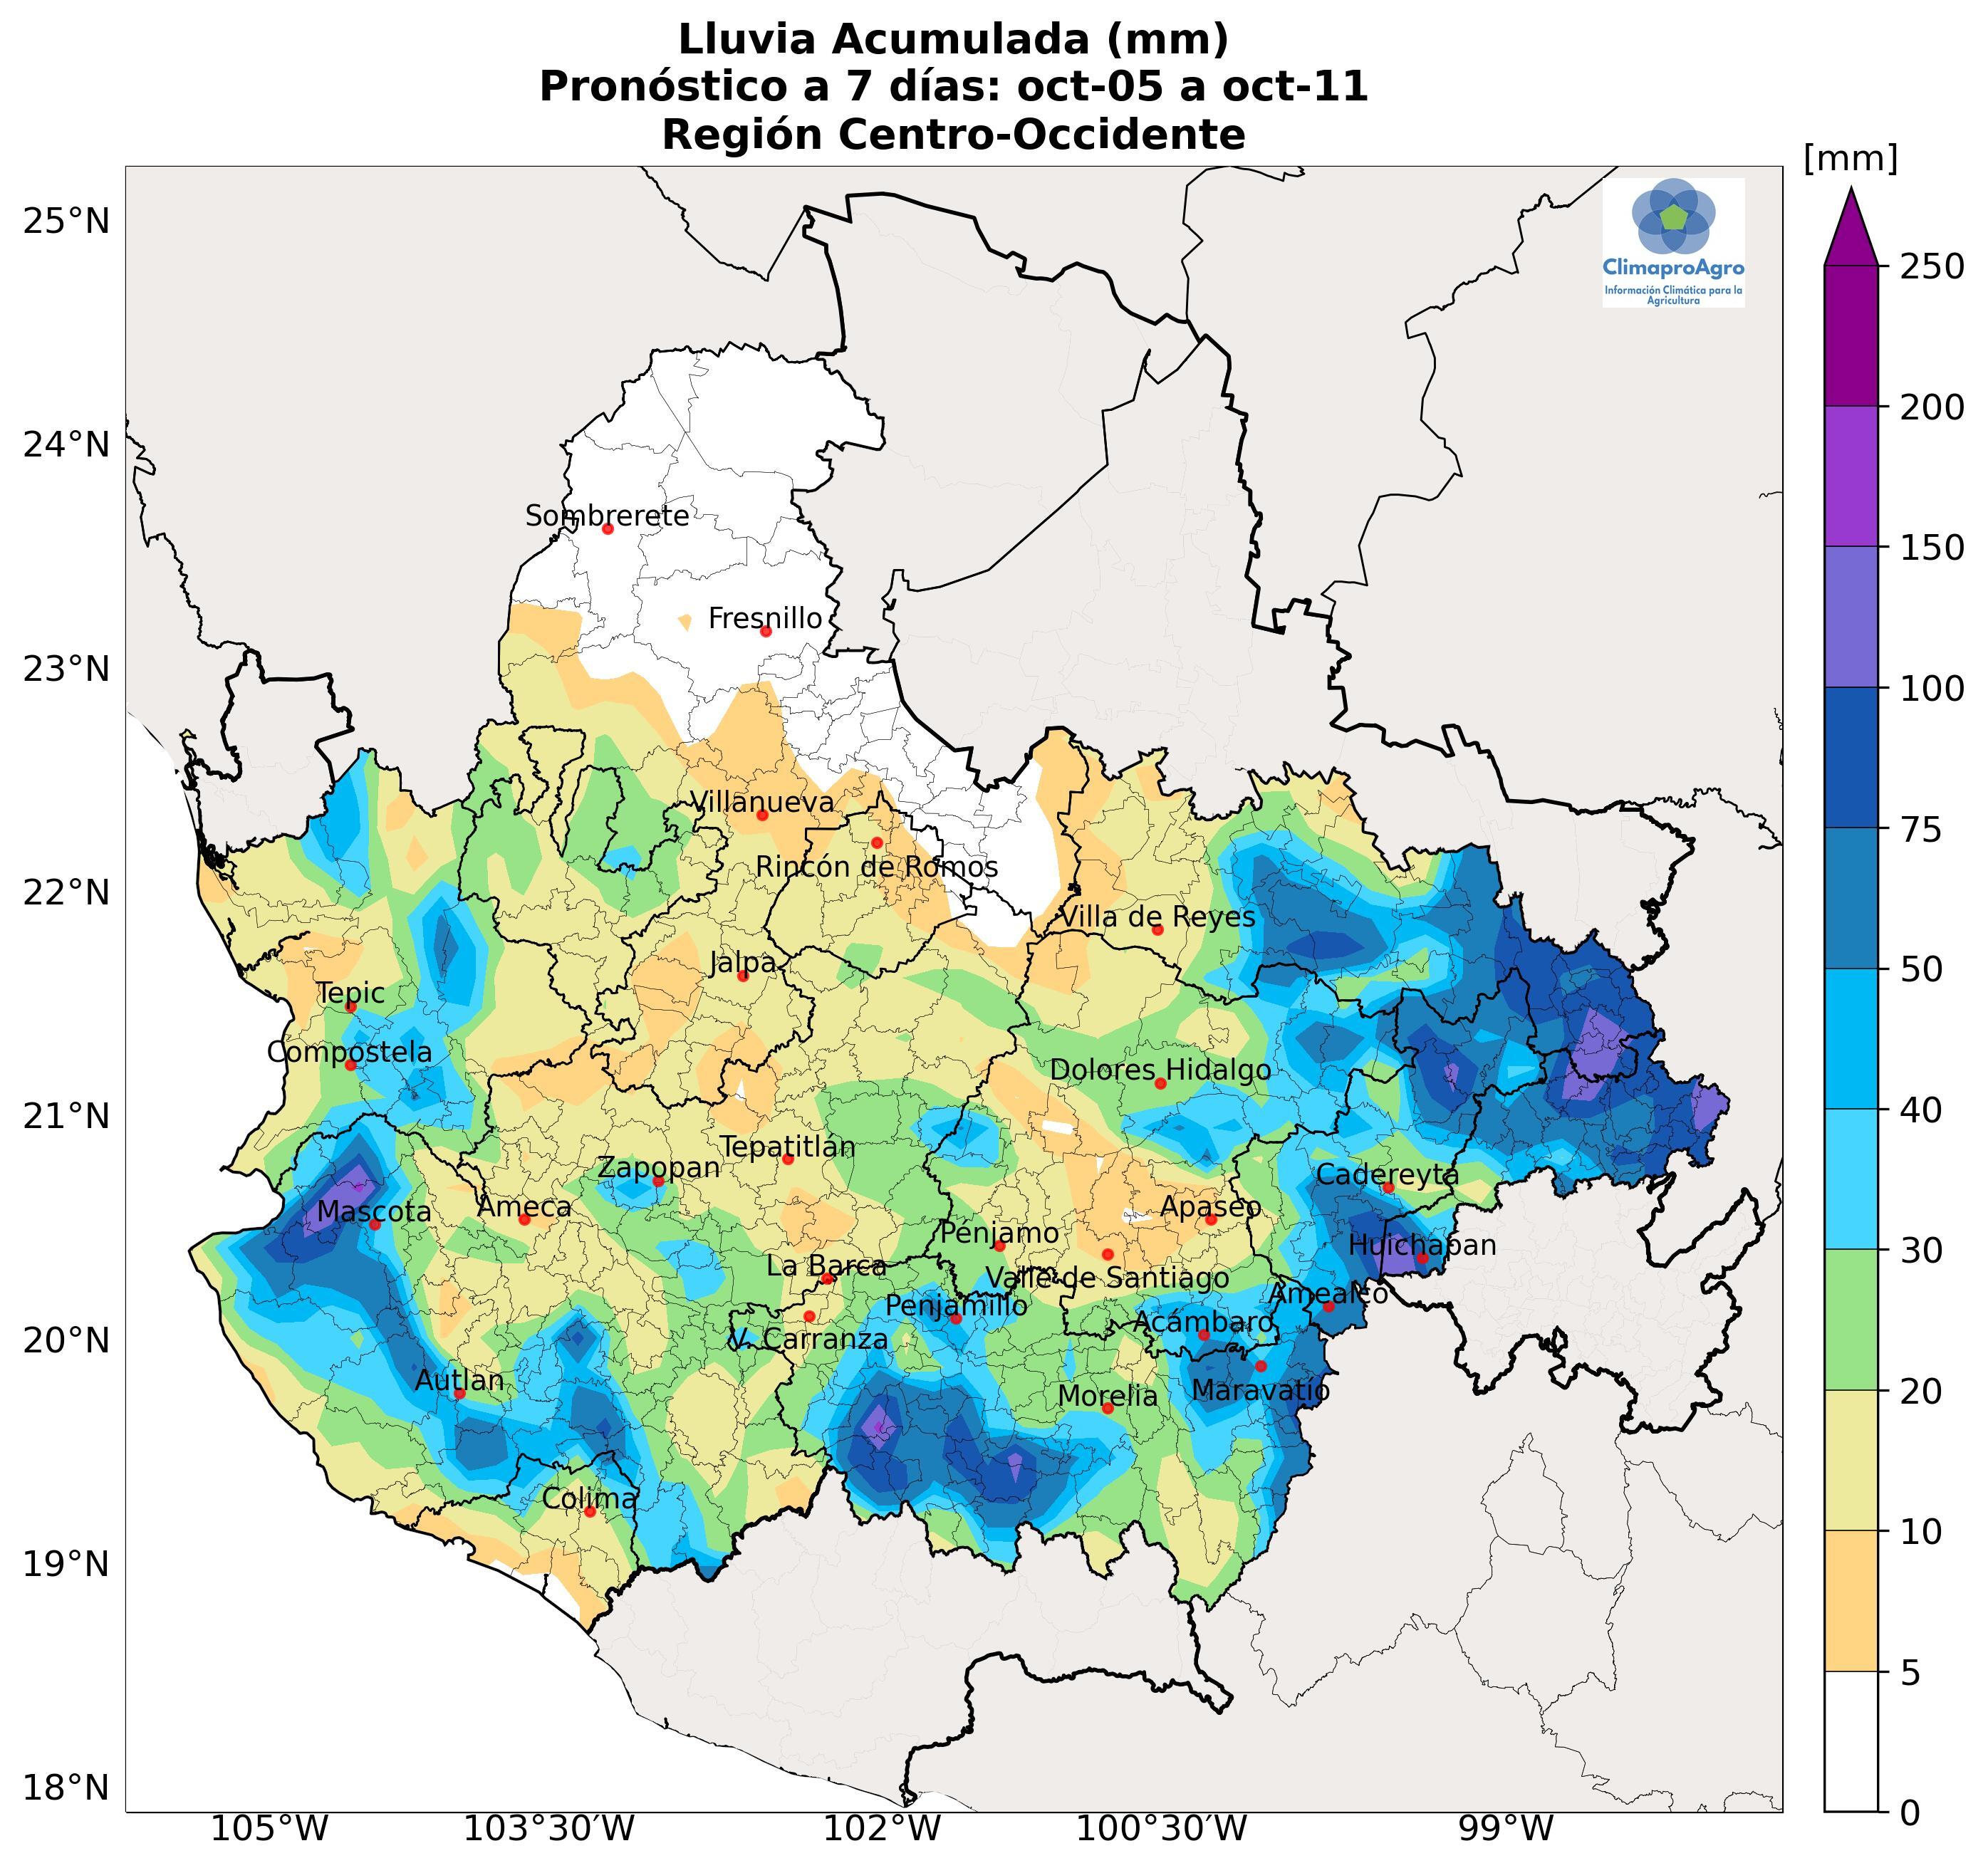 Lluvia Acumulada (mm)
Pronóstico a 7 días: oct-05 a oct-11
Región Centro-Occidente
[mm]
25°N
ClimaproAgro
Información Climática para la
Agricultura
250
24°N
200
Sombrerete
150
Fresnillo
23°N
100
Villanueva
75
Rincón de Romos
22°N
Villa de Reyes
Jalpa
50
Tepic
Compostela
Dolores Hidalgo
21°N
40
Tepatitlán
Zapopan
Cadereyta
Mascota
Ameca
Apaseo
Penjamo
Huichapan
30
La Barca
Valle de Santiago
Amealco
Penjamillo
Acámbaro
20°N
V. Carranza
Autlan
Morelia
Maravatío
20
Colima
10
19°N
5
18°N
0
105°W
103°30'W
102°W
100°30'W
99°W